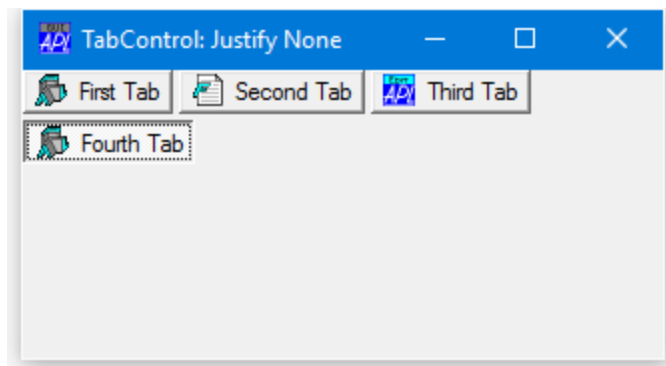 TabControl: Justify None
First Tab Second Tab Third Tab
Fourth Tab